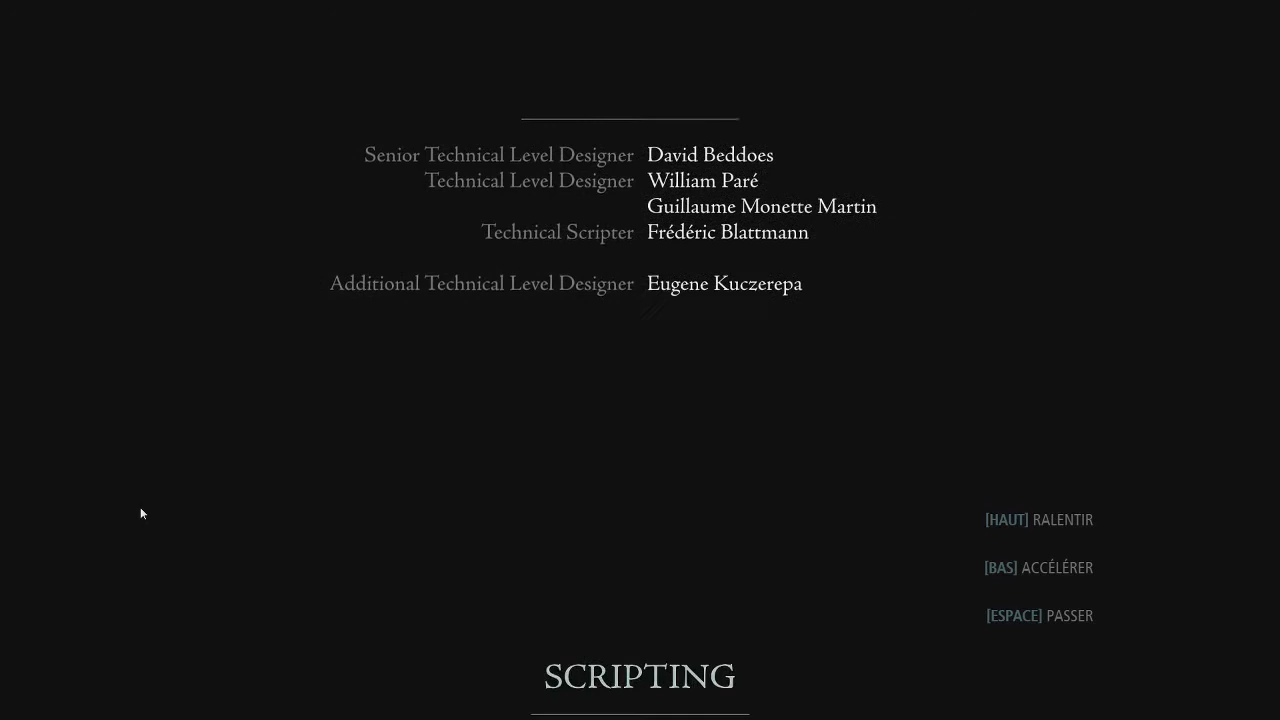 Senior Technical Level Designer David Beddoes
Technical Level Designer William Paré
Guillaume Monette Martin
Technical Scripter Frédéric Blattmann
Additional Technical Level Designer Eugene Kuczerepa
[HAUT] RALENTIR
[BAS] ACCÉLÉRER
[ESPACE] PASSER
SCRIPTING